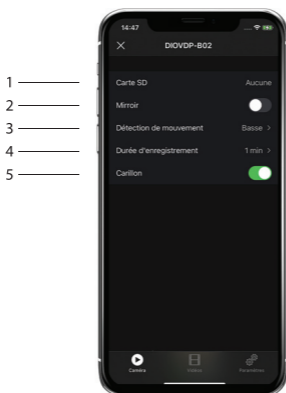 14:47
DIOVDP-B02
1 Carte SD Aucune
2 Mirroir
3 Détection de mouvement Basse >
4 Durée d'enregistrement 1 min >
5 Carillon
Caméra Vidéos Paramètres